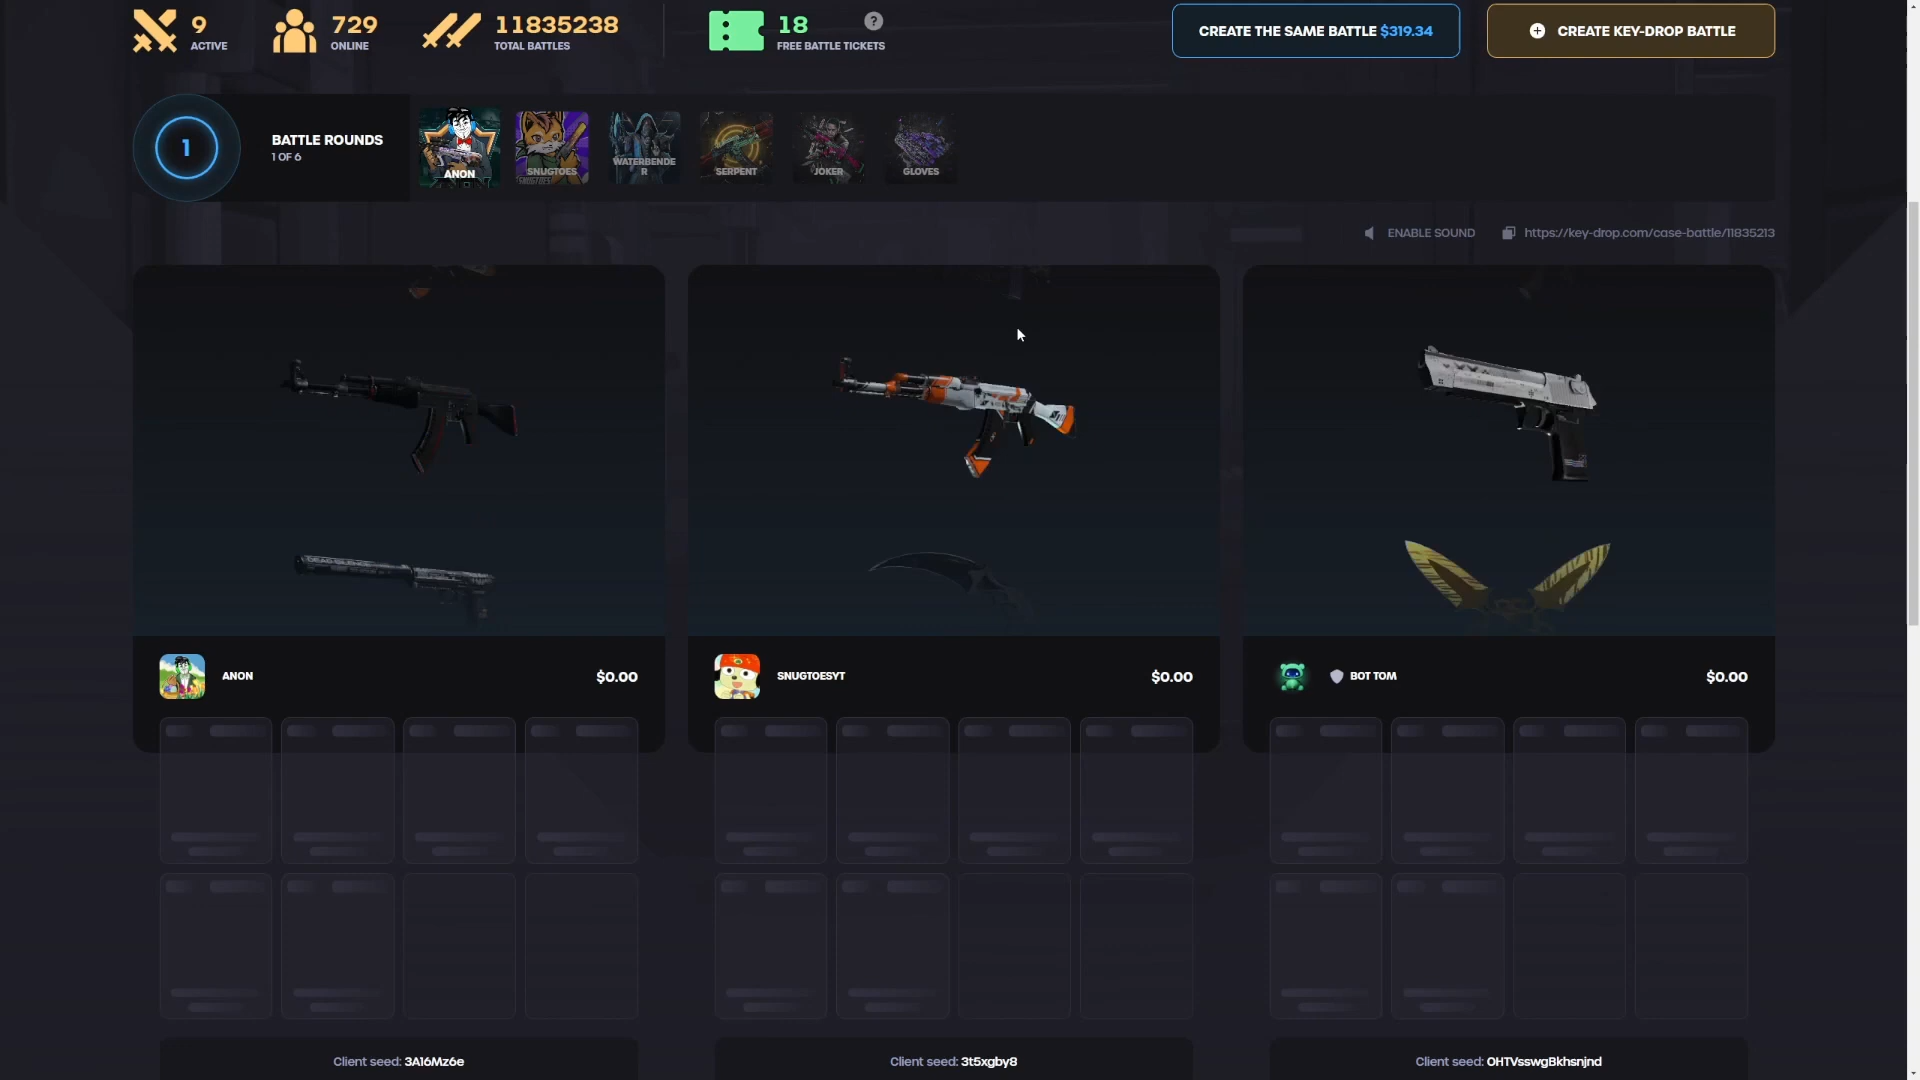 9
ACTIVE
729
ONLINE
11835238
TOTAL BATTLES
18
FREE BATTLE TICKETS
?
CREATE THE SAME BATTLE $319.34
CREATE KEY-DROP BATTLE
1
BATTLE ROUNDS
1 OF 6
ANON
SNUGTOES
WATERBENDE
R
SERPENT
JOKER
GLOVES
ENABLE SOUND
https://key-drop.com/case-battle/11835213
ANON
$0.00
SNUGTOESYT
$0.00
BOT TOM
$0.00
Client seed: 3A16Mz6e
Client seed: 3t5xgby8
Client seed: OHTVsswgBkhsnjnd